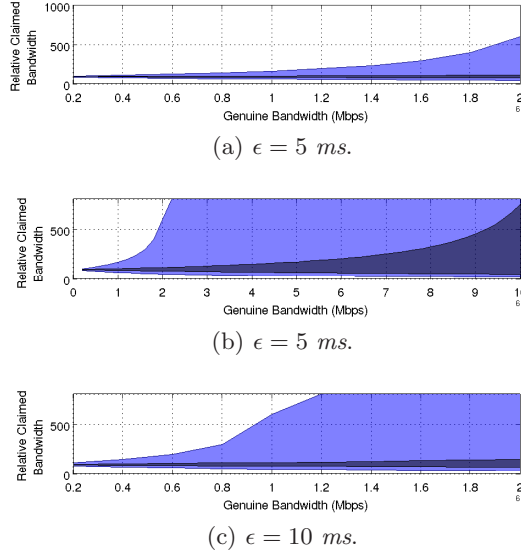 Relative Claimed
Bandwidth
1000
500
0
0.2 0.4 0.6 0.8 1 1.2 1.4 1.6 1.8 2
6
Genuine Bandwidth (Mbps)
(a) ϵ = 5 ms.
Relative Claimed
Bandwidth
500
0
0 1 2 3 4 5 6 7 8 9 10
6
Genuine Bandwidth (Mbps)
(b) ϵ = 5 ms.
Relative Claimed
Bandwidth
500
0
0.2 0.4 0.6 0.8 1 1.2 1.4 1.6 1.8 2
6
Genuine Bandwidth (Mbps)
(c) ϵ = 10 ms.